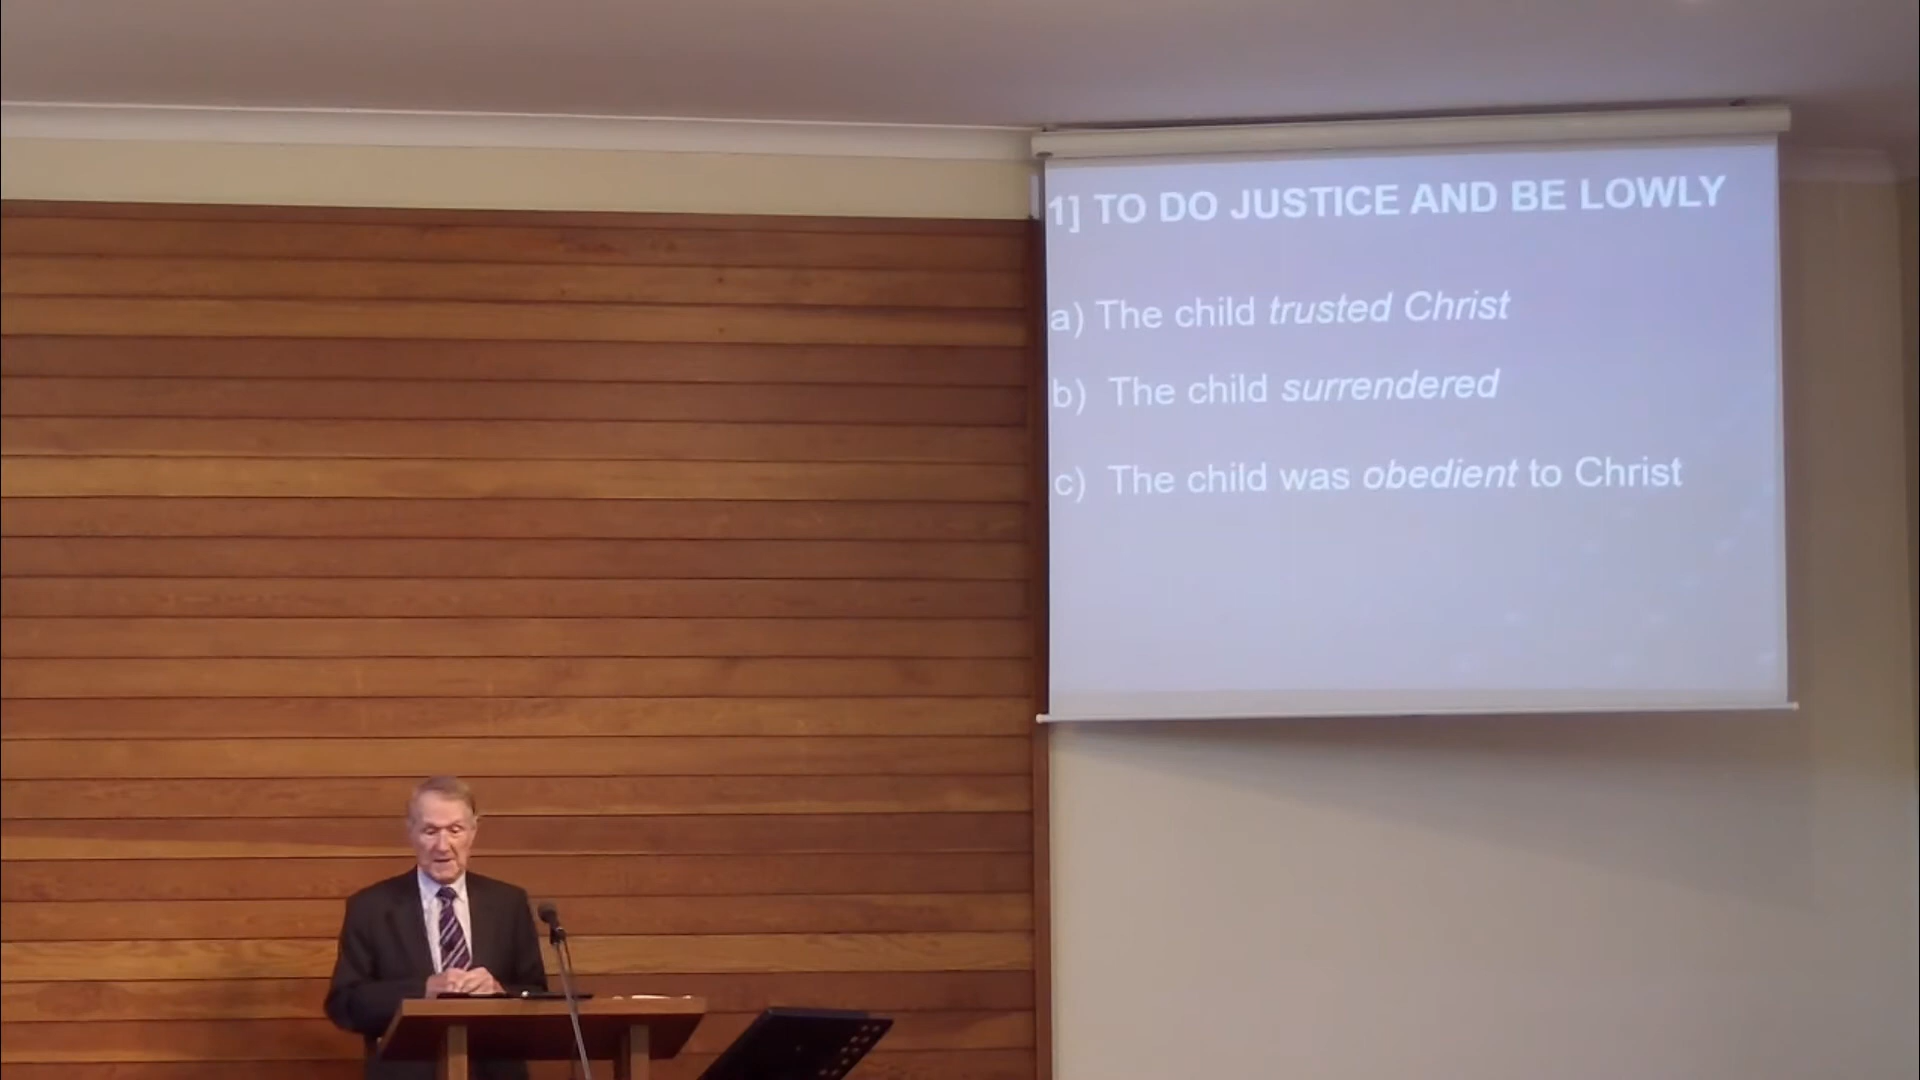 1] TO DO JUSTICE AND BE LOWLY
a) The child trusted Christ
b) The child surrendered
c) The child was obedient to Christ